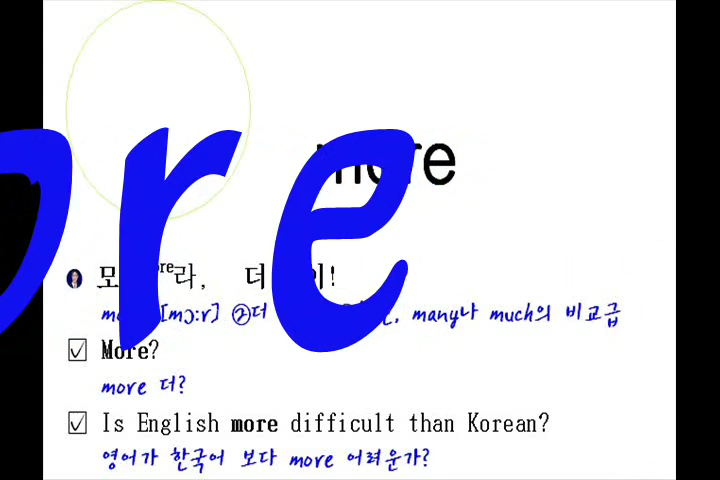 ore
more
모 ore라, 더 이!
[mɔ:r] ②더 many나 much의 비교급
☑ More?
more 더?
☑ Is English more difficult than Korean?
영어가 한국어 보다 more 어려운가?